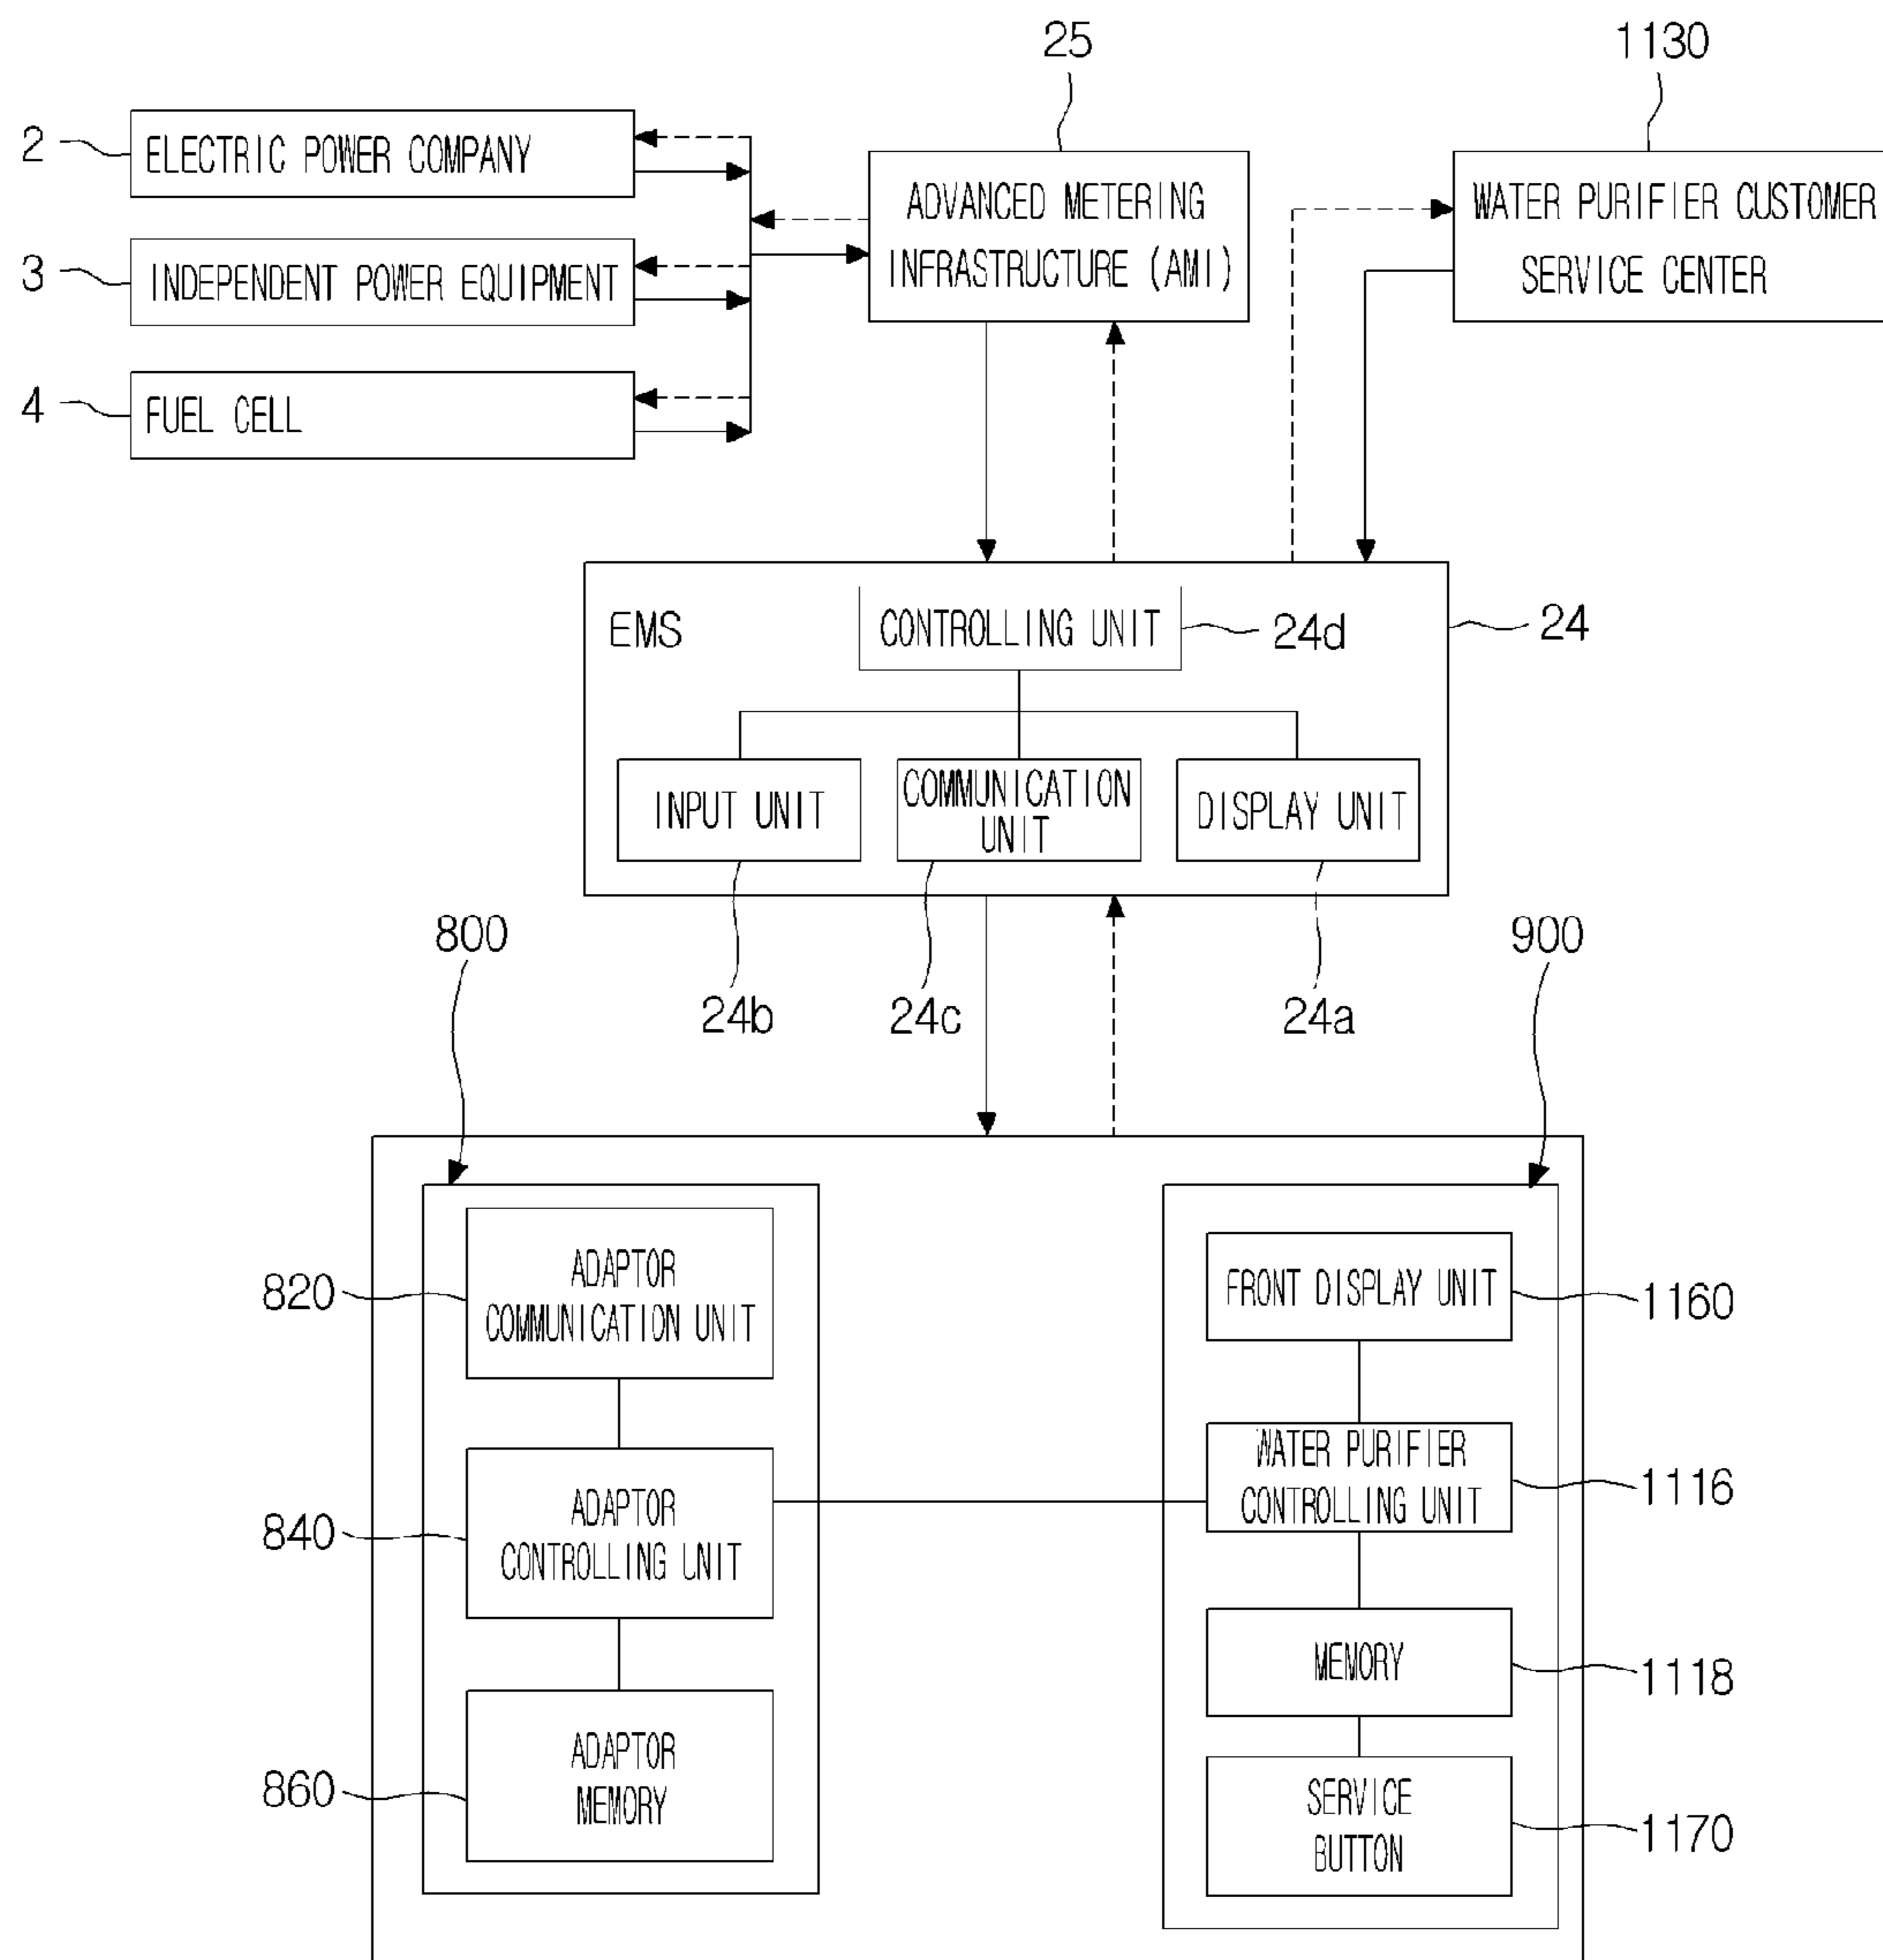 25
1130
2
ELECTRIC POWER COMPANY
ADVANCED METERING
INFRASTRUCTURE (AMI)
WATER PURIFIER CUSTOMER
SERVICE CENTER
3
INDEPENDENT POWER EQUIPMENT
4
FUEL CELL
EMS
CONTROLLING UNIT
24d
24
INPUT UNIT
COMMUNICATION
UNIT
DISPLAY UNIT
24b
24c
24a
800
900
820
ADAPTOR
COMMUNICATION UNIT
FRONT DISPLAY UNIT
1160
840
ADAPTOR
CONTROLLING UNIT
WATER PURIFIER
CONTROLLING UNIT
1116
MEMORY
1118
860
ADAPTOR
MEMORY
SERVICE
BUTTON
1170